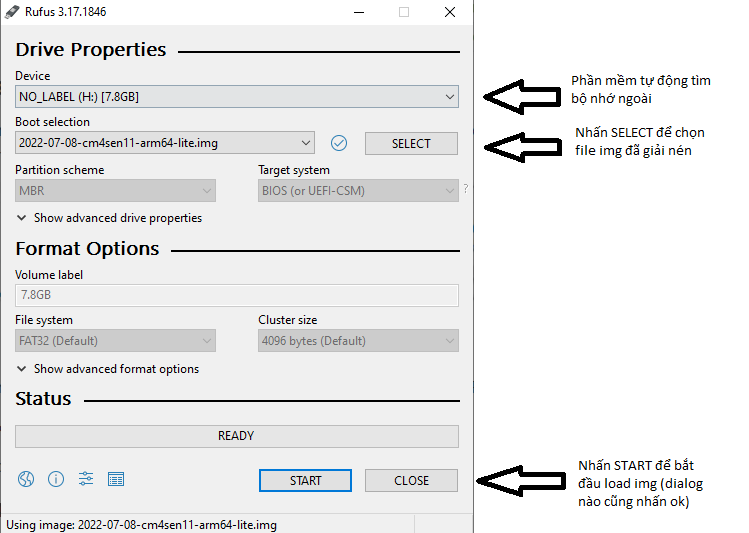 Rufus 3.17.1846
Drive Properties
Device
NO_LABEL (H:) [7.8GB]
Phần mềm tự động tìm
bộ nhớ ngoài
Boot selection
2022-07-08-cm4sen11-arm64-lite.img
SELECT
Nhấn SELECT để chọn
file img đã giải nén
Partition scheme
Target system
MBR
BIOS (or UEFI-CSM)
?
Show advanced drive properties
Format Options
Volume label
7.8GB
File system
Cluster size
FAT32 (Default)
4096 bytes (Default)
Show advanced format options
Status
READY
START
CLOSE
Nhấn START để bắt
đầu load img (dialog
nào cũng nhấn ok)
Using image: 2022-07-08-cm4sen11-arm64-lite.img